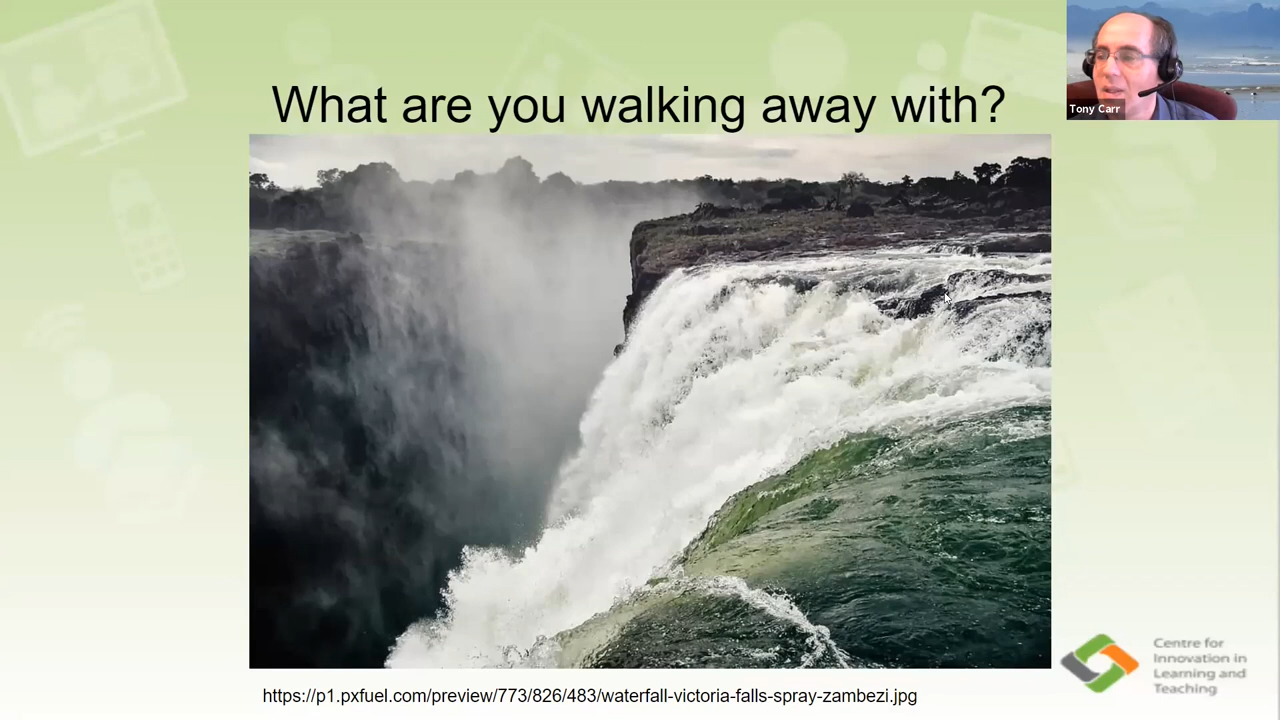 What are you walking away with?
Tony Carr
https://p1.pxfuel.com/preview/773/826/483/waterfall-victoria-falls-spray-zambezi.jpg
Centre for
Innovation in
Learning and
Teaching